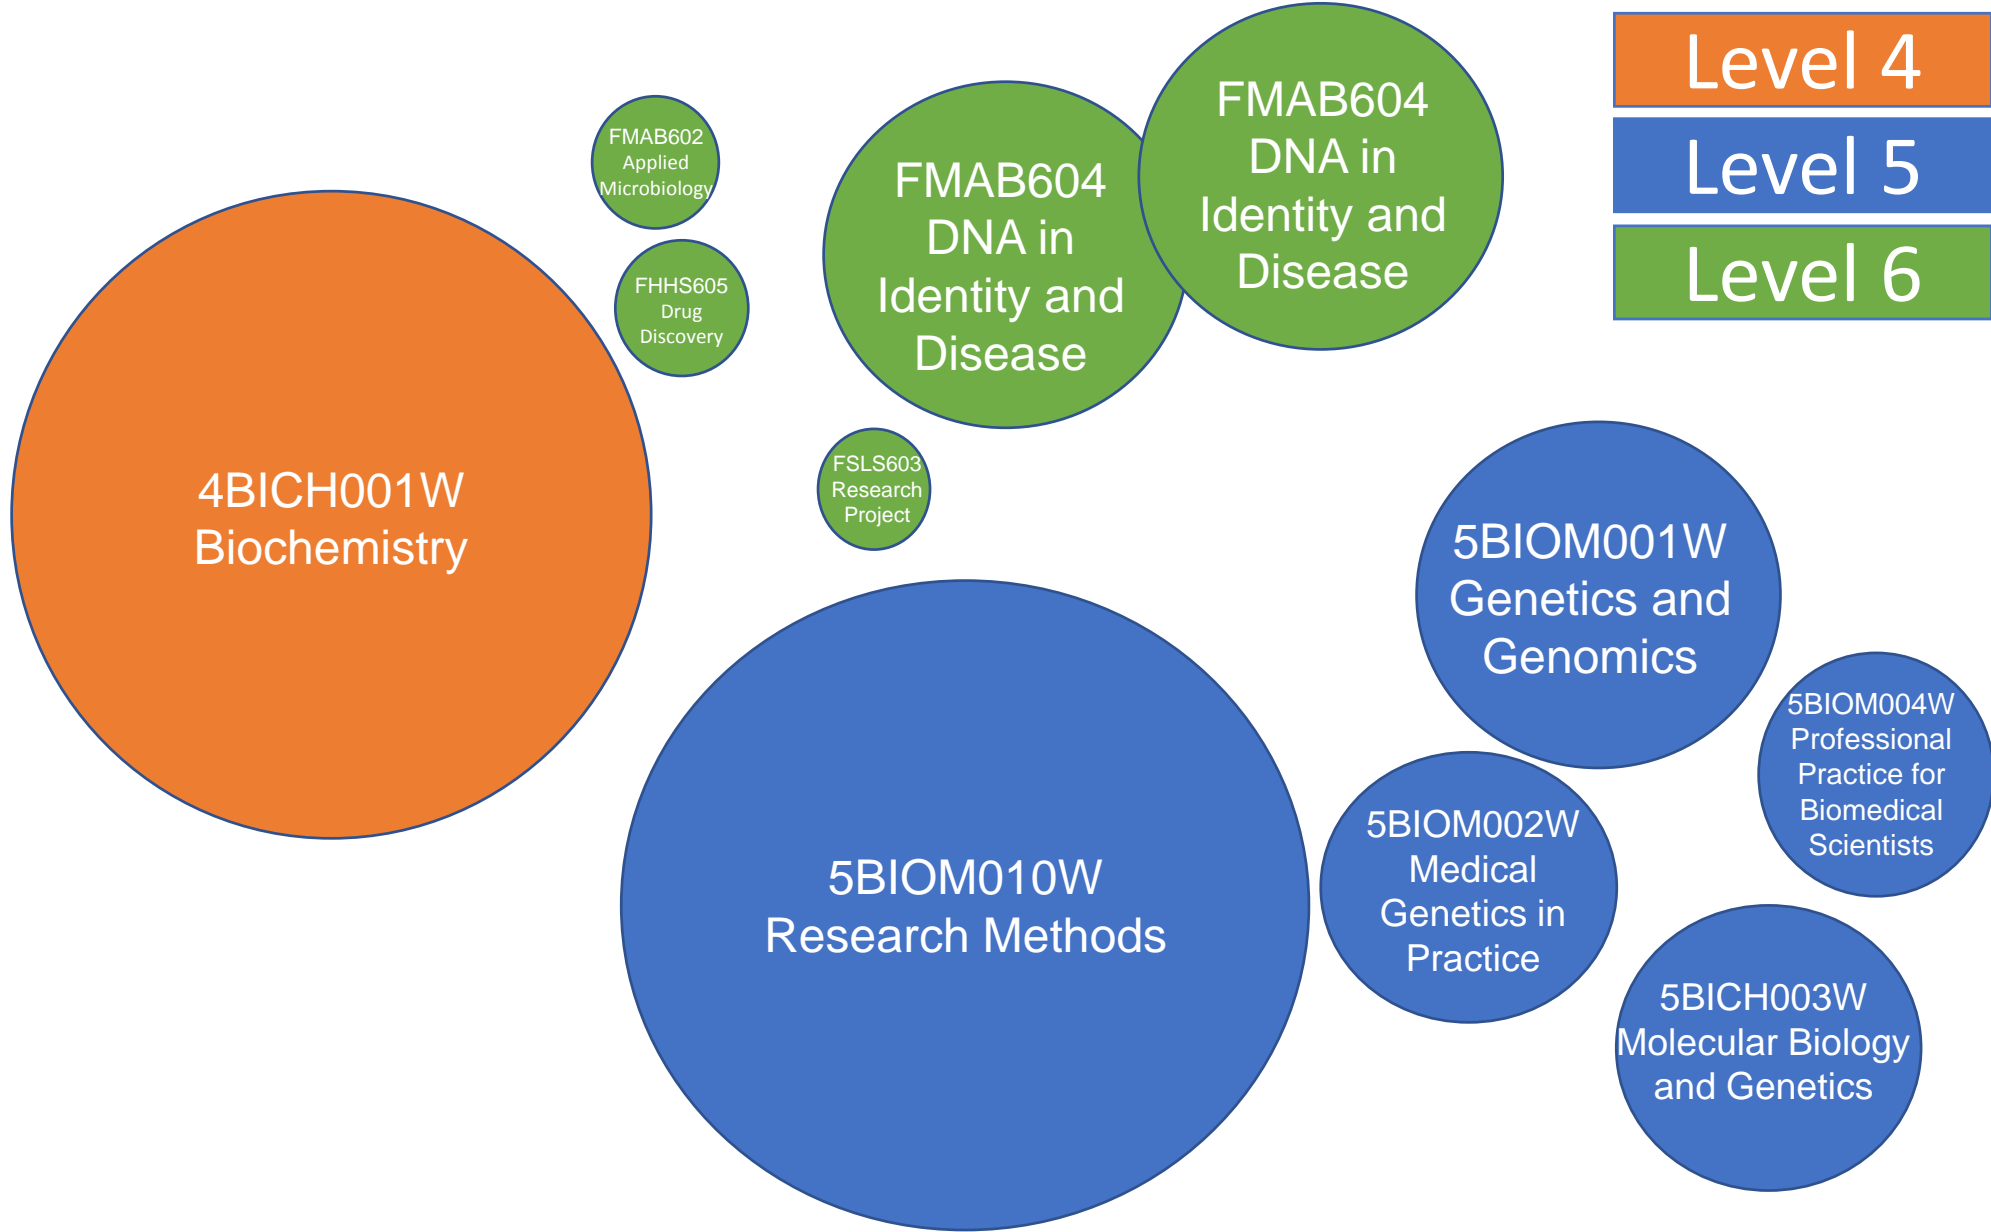 FMAB602
Applied
Microbiology
FHHS605
Drug
Discovery
FMAB604
DNA in
Identity and
Disease
FMAB604
DNA in
Identity and
Disease
Level 4
Level 5
Level 6
4BICH001W
Biochemistry
FSLS603
Research
Project
5BIOM010W
Research Methods
5BIOM001W
Genetics and
Genomics
5BIOM002W
Medical
Genetics in
Practice
5BIOM004W
Professional
Practice for
Biomedical
Scientists
5BICH003W
Molecular Biology
and Genetics